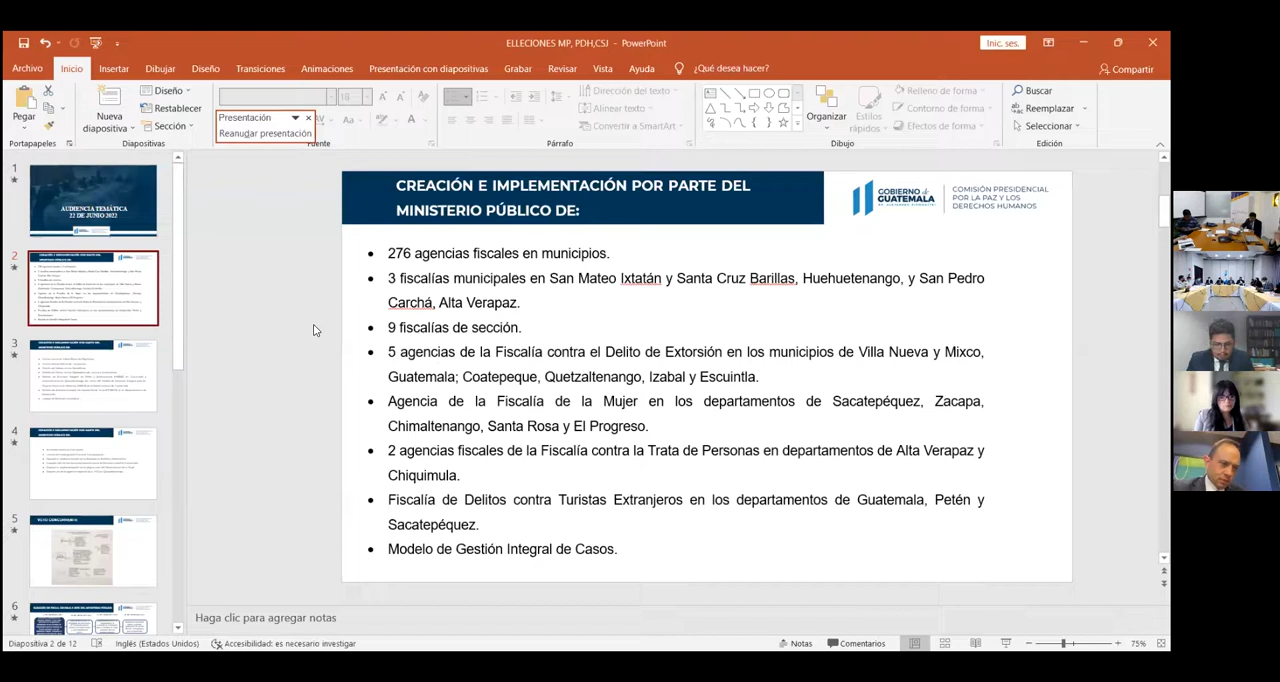 ELLECIONES MP, PDH,CSJ - PowerPoint
Inic. ses.
Archivo Inicio Insertar Dibujar Diseño Transiciones Animaciones Presentación con diapositivas Grabar Revisar Vista Ayuda ¿Qué desea hacer? Compartir
Pegar
Nueva diapositiva
Diseño
Restablecer
Sección
18
Presentación
Reanudar presentación
Dirección del texto
Alinear texto
Convertir a SmartArt
Organizar
Estilos rápidos
Relleno de forma
Contorno de forma
Efectos de forma
Buscar
Reemplazar
Seleccionar
Portapapeles Diapositivas Fuente Párrafo Dibujo Edición
1
AUDIENCIA TEMÁTICA
22 DE JUNIO 2022
2
3
4
5
6
CREACIÓN E IMPLEMENTACIÓN POR PARTE DEL
MINISTERIO PÚBLICO DE:
GOBIERNO de
GUATEMALA
COMISIÓN PRESIDENCIAL
POR LA PAZ Y LOS
DERECHOS HUMANOS
• 276 agencias fiscales en municipios.
• 3 fiscalías municipales en San Mateo Ixtatán y Santa Cruz Barillas, Huehuetenango, y San Pedro
Carchá, Alta Verapaz.
• 9 fiscalías de sección.
• 5 agencias de la Fiscalía contra el Delito de Extorsión en los municipios de Villa Nueva y Mixco,
Guatemala; Coatepeque, Quetzaltenango, Izabal y Escuintla.
• Agencia de la Fiscalía de la Mujer en los departamentos de Sacatepéquez, Zacapa,
Chimaltenango, Santa Rosa y El Progreso.
• 2 agencias fiscales de la Fiscalía contra la Trata de Personas en departamentos de Alta Verapaz y
Chiquimula.
• Fiscalía de Delitos contra Turistas Extranjeros en los departamentos de Guatemala, Petén y
Sacatepéquez.
• Modelo de Gestión Integral de Casos.
Haga clic para agregar notas
Diapositiva 2 de 12 Inglés (Estados Unidos) Accesibilidad: es necesario investigar Notas Comentarios 75%